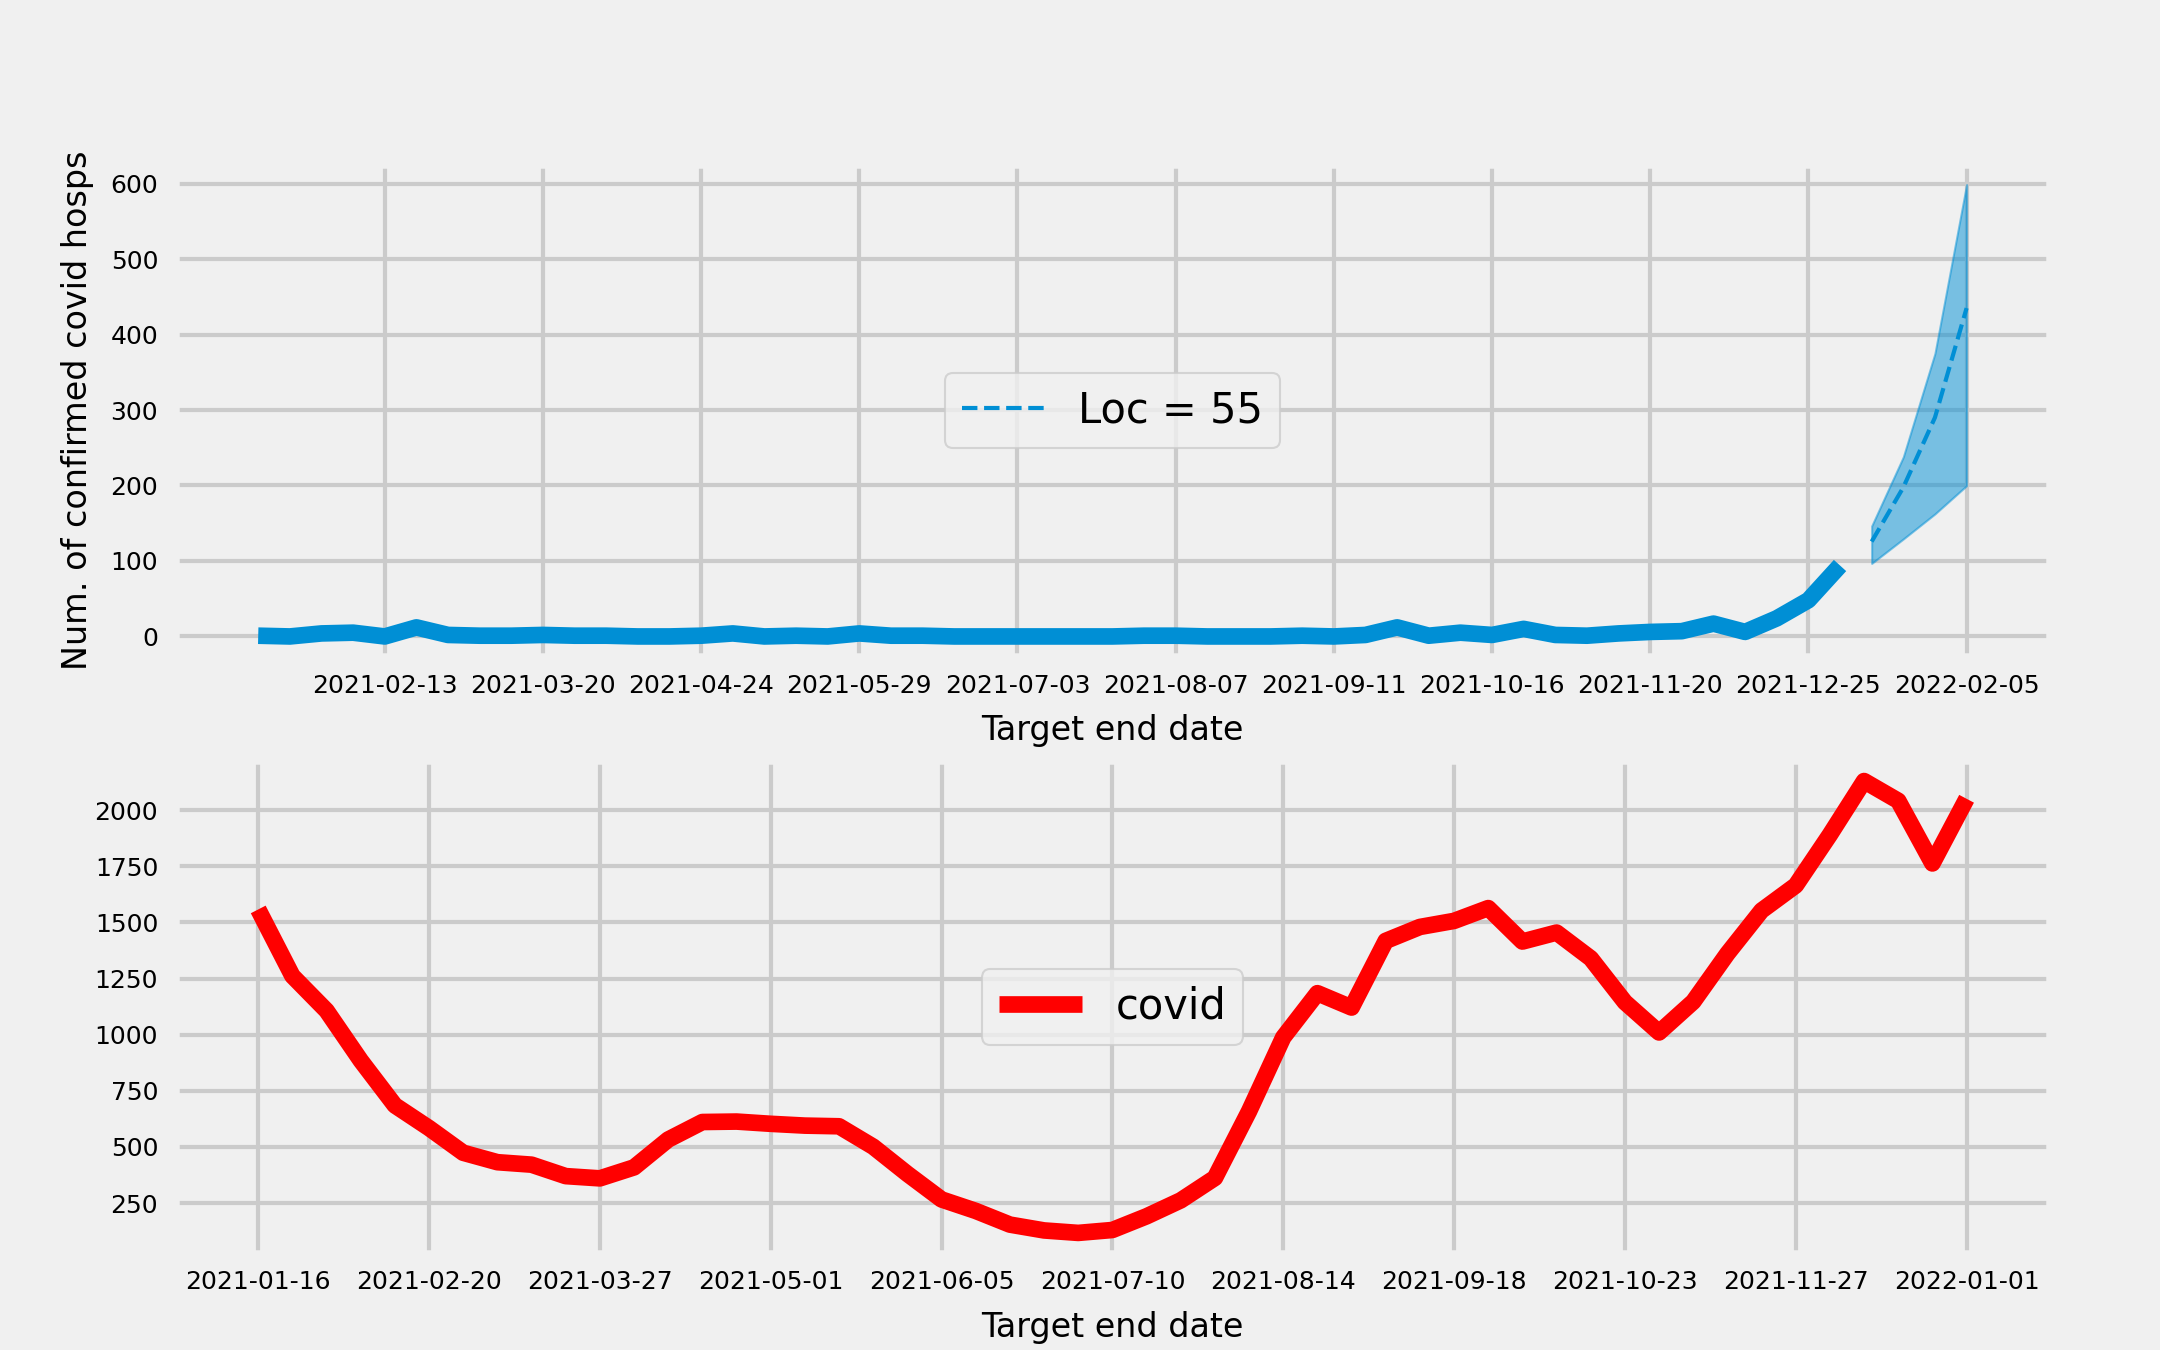 Num. of confirmed covid hosps
600
500
400
300
200
100
0
Loc = 55
2021-02-13 2021-03-20 2021-04-24 2021-05-29 2021-07-03 2021-08-07 2021-09-11 2021-10-16 2021-11-20 2021-12-25 2022-02-05
Target end date
2000
1750
1500
1250
1000
750
500
250
covid
2021-01-16 2021-02-20 2021-03-27 2021-05-01 2021-06-05 2021-07-10 2021-08-14 2021-09-18 2021-10-23 2021-11-27 2022-01-01
Target end date